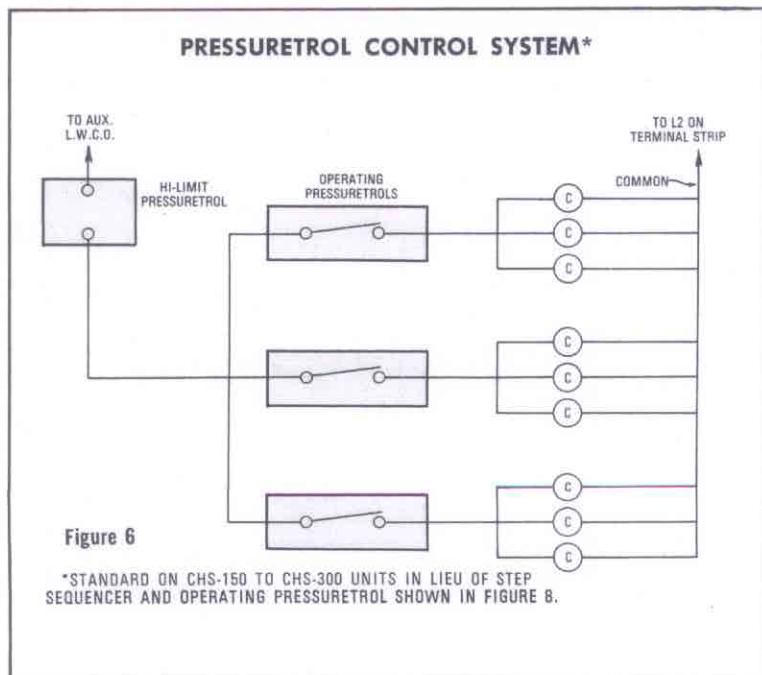 PRESSURETROL CONTROL SYSTEM*
TO AUX.
L.W.C.O.
TO L2 ON
TERMINAL STRIP
HI-LIMIT
PRESSURETROL
OPERATING
PRESSURETROLS
COMMON
C
C
C
C
C
C
C
C
C
Figure 6
*STANDARD ON CHS-150 TO CHS-300 UNITS IN LIEU OF STEP
SEQUENCER AND OPERATING PRESSURETROL SHOWN IN FIGURE 8.